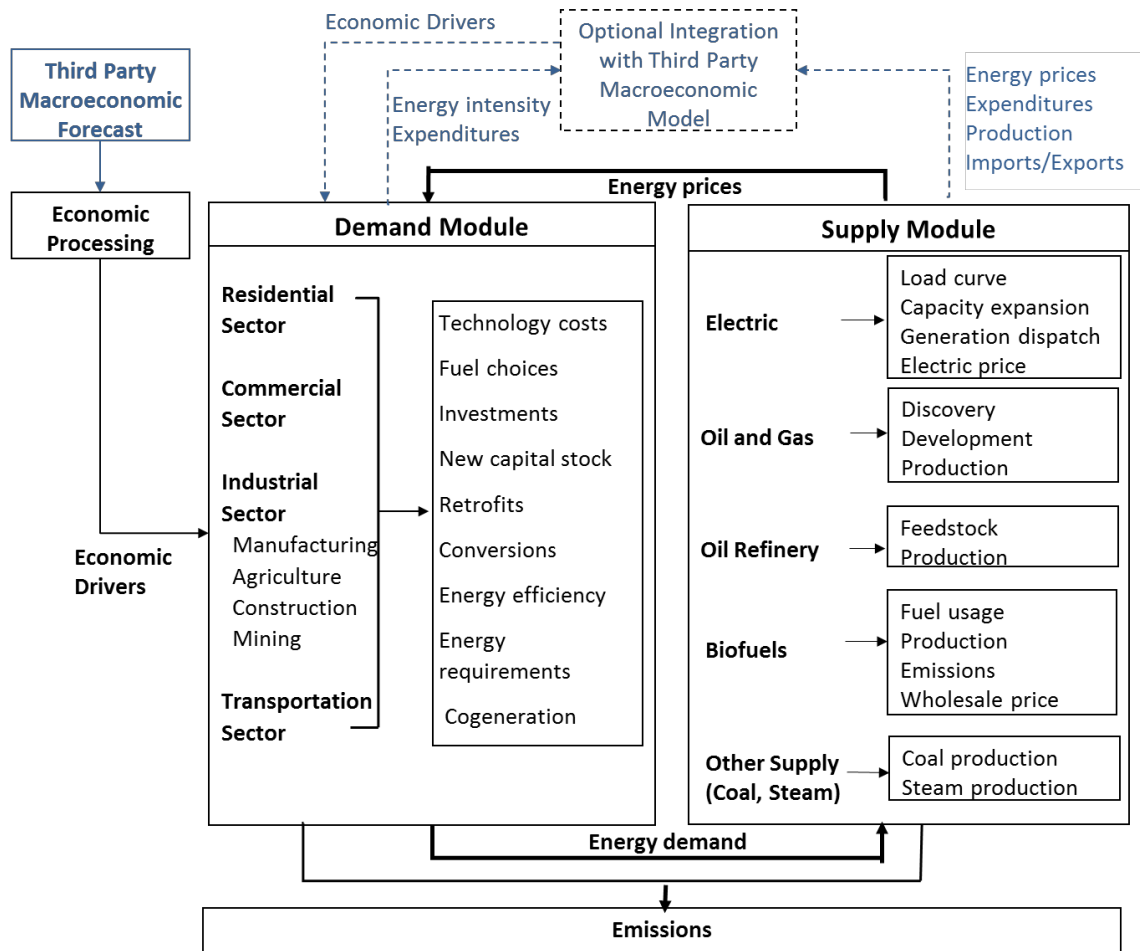 Economic Drivers
Optional Integration
with Third Party
Macroeconomic
Model
Third Party
Macroeconomic
Forecast
Energy intensity
Expenditures
Energy prices
Expenditures
Production
Imports/Exports
Energy prices
Economic
Processing
Demand Module
Supply Module
Residential
Sector
Commercial
Sector
Industrial
Sector
Manufacturing
Agriculture
Construction
Mining
Transportation
Sector
Technology costs
Fuel choices
Investments
New capital stock
Retrofits
Conversions
Energy efficiency
Energy
requirements
Cogeneration
Economic
Drivers
Electric
Load curve
Capacity expansion
Generation dispatch
Electric price
Oil and Gas
Discovery
Development
Production
Oil Refinery
Feedstock
Production
Biofuels
Fuel usage
Production
Emissions
Wholesale price
Other Supply
(Coal, Steam)
Coal production
Steam production
Energy demand
Emissions